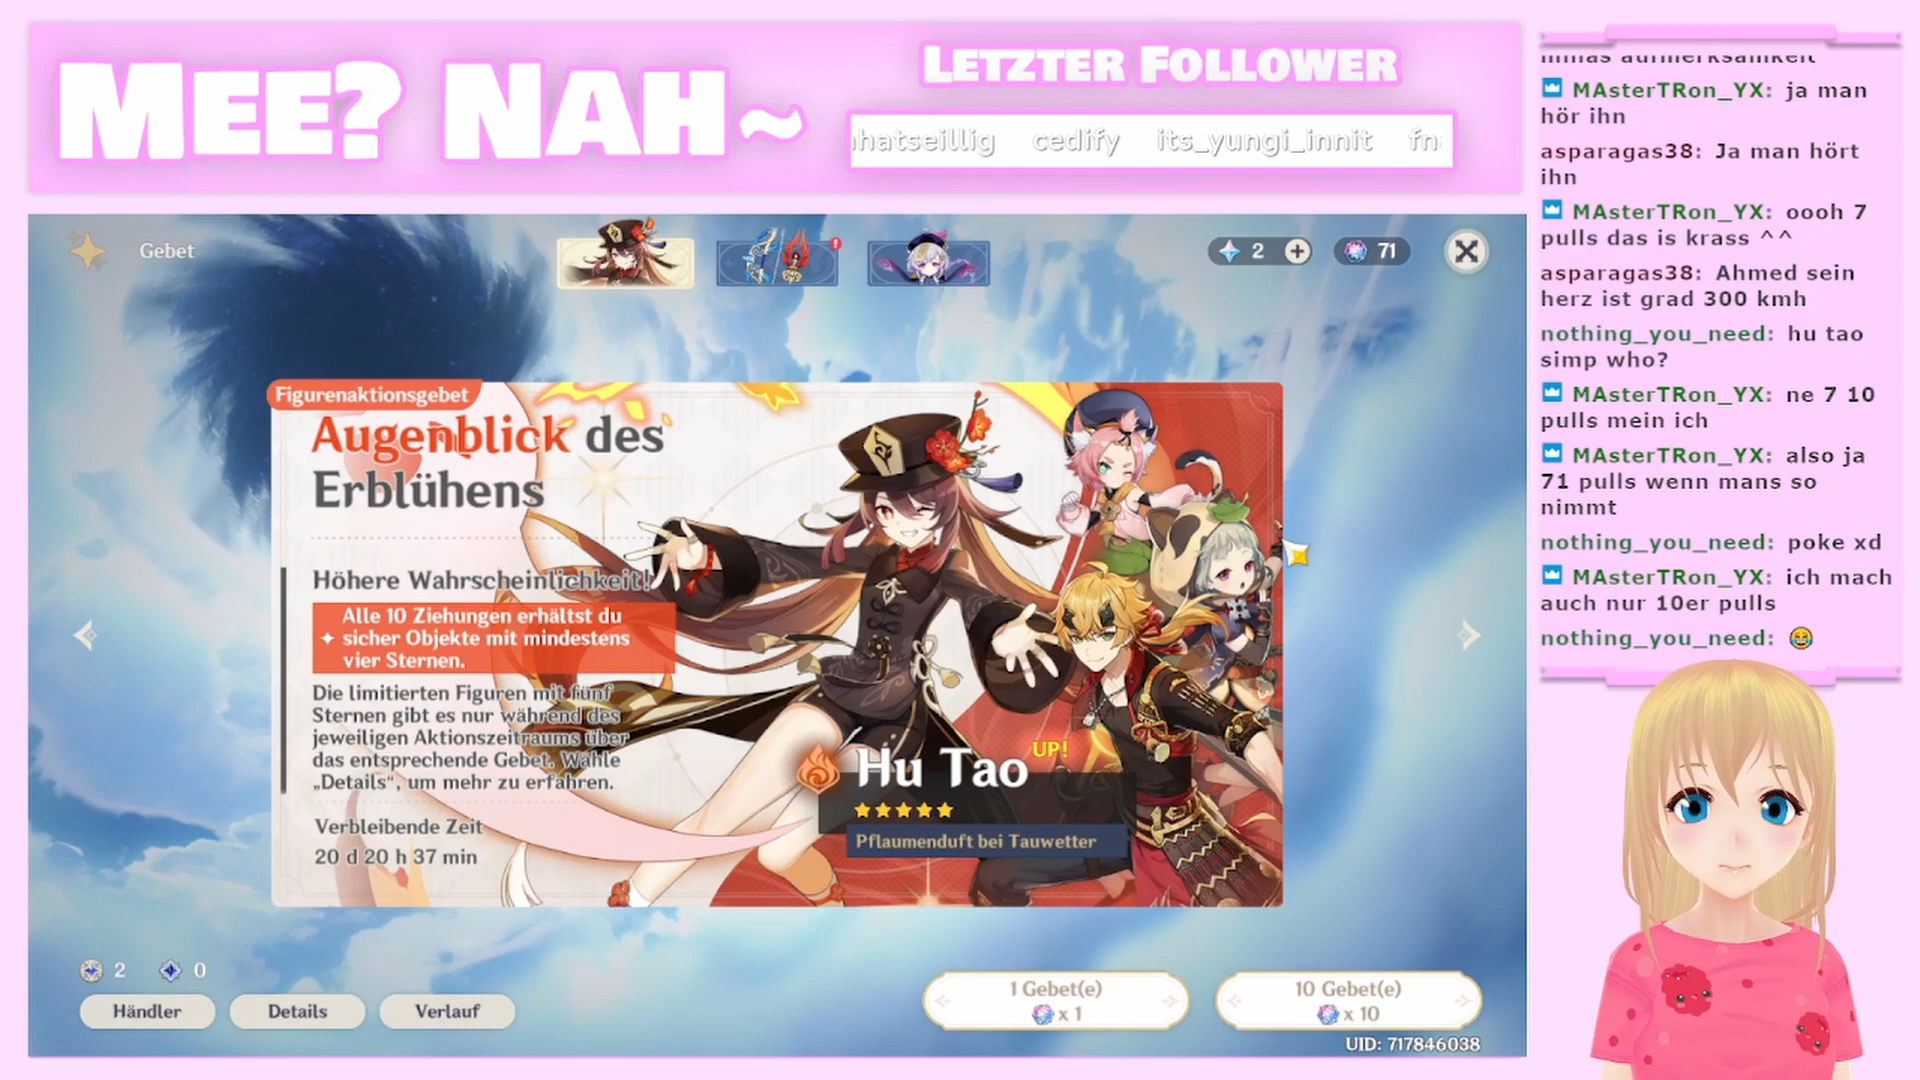 MEE? NAH~
LETZTER FOLLOWER
hatseillig cedify its_yungi_innit fn
Gebet
2
71
Figurenaktionsgebet
Augenblick des
Erblühens
Höhere Wahrscheinlichkeit!
Alle 10 Ziehungen erhältst du
sicher Objekte mit mindestens
vier Sternen.
Die limitierten Figuren mit fünf
Sternen gibt es nur während des
jeweiligen Aktionszeitraums über
das entsprechende Gebet. Wähle
„Details“, um mehr zu erfahren.
Verbleibende Zeit
20 d 20 h 37 min
UP!
Hu Tao
Pflaumenduft bei Tauwetter
2
0
Händler
Details
Verlauf
1 Gebet(e)
x 1
10 Gebet(e)
x 10
UID: 717846038
minas aufmerksamkeit
MAsterTRon_YX: ja man
hör ihn
asparagas38: Ja man hört
ihn
MAsterTRon_YX: oooh 7
pulls das is krass ^^
asparagas38: Ahmed sein
herz ist grad 300 kmh
nothing_you_need: hu tao
simp who?
MAsterTRon_YX: ne 7 10
pulls mein ich
MAsterTRon_YX: also ja
71 pulls wenn mans so
nimmt
nothing_you_need: poke xd
MAsterTRon_YX: ich mach
auch nur 10er pulls
nothing_you_need: 😂